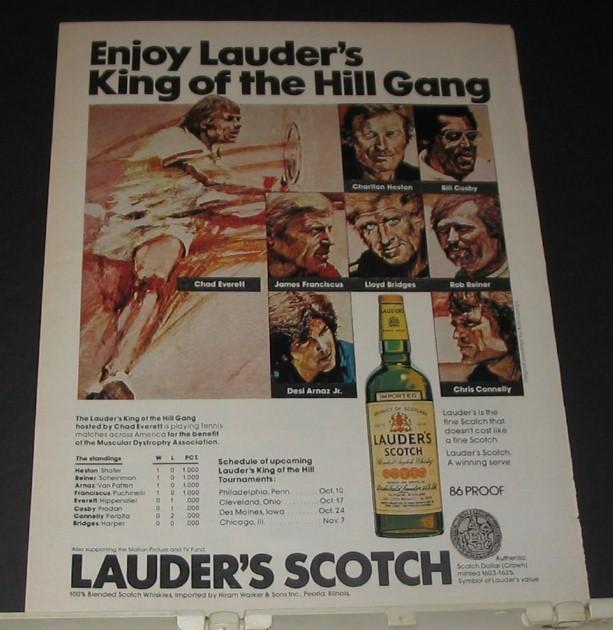 Enjoy Lauder's
King of the Hill Gang
Charlton Heston
Bill Cosby
Chad Everett
James Franciscus
Lloyd Bridges
Rob Reiner
Desi Arnaz Jr.
Chris Connelly
The Lauder's King of the Hill Gang
hosted by Chad Everett is playing tennis
matches across America for the benefit
of the Muscular Dystrophy Association.
The standings W L PCT.
Heston/Shafer 1 0 1.000
Reiner/Scheinman 1 0 1.000
Arnaz/Van Patten 1 0 1.000
Franciscus/Puchinelli 1 0 1.000
Everett/Hippenstiel 0 1 .000
Cosby/Prodan 0 1 .000
Connelly/Peralta 0 2 .000
Bridges/Harper 0 0 .000
Schedule of upcoming
Lauder's King of the Hill
Tournaments:
Philadelphia, Penn. Oct. 10
Cleveland, Ohio Oct. 17
Des Moines, Iowa Oct. 24
Chicago, Ill. Nov. 7
LAUDER'S
IMPORTED
PRODUCT OF SCOTLAND
LAUDER'S
SCOTCH
Blended Scotch Whisky
Lauder's is the
fine Scotch that
doesn't cost like
a fine Scotch.
Lauder's Scotch.
A winning serve
86 PROOF
Authentic
Scotch Dollar (Crown)
minted 1603-1625.
Symbol of Lauder's value
Also supporting the Motion Picture and TV Fund.
LAUDER'S SCOTCH
100% Blended Scotch Whiskies, Imported by Hiram Walker & Sons Inc., Peoria, Illinois.